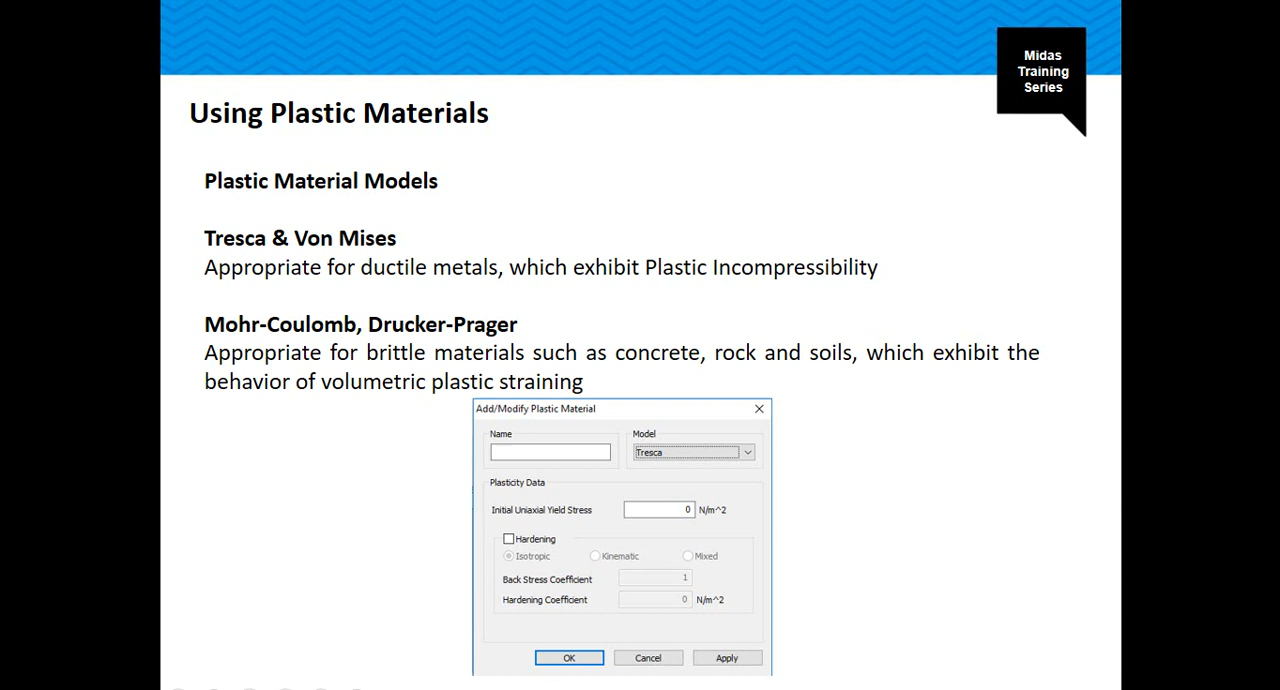 Midas
Training
Series
Using Plastic Materials
Plastic Material Models
Tresca & Von Mises
Appropriate for ductile metals, which exhibit Plastic Incompressibility
Mohr-Coulomb, Drucker-Prager
Appropriate for brittle materials such as concrete, rock and soils, which exhibit the
behavior of volumetric plastic straining
Add/Modify Plastic Material
Name
Model
Tresca
Plasticity Data
Initial Uniaxial Yield Stress 0 N/m^2
Hardening
Isotropic Kinematic Mixed
Back Stress Coefficient 1
Hardening Coefficient 0 N/m^2
OK Cancel Apply